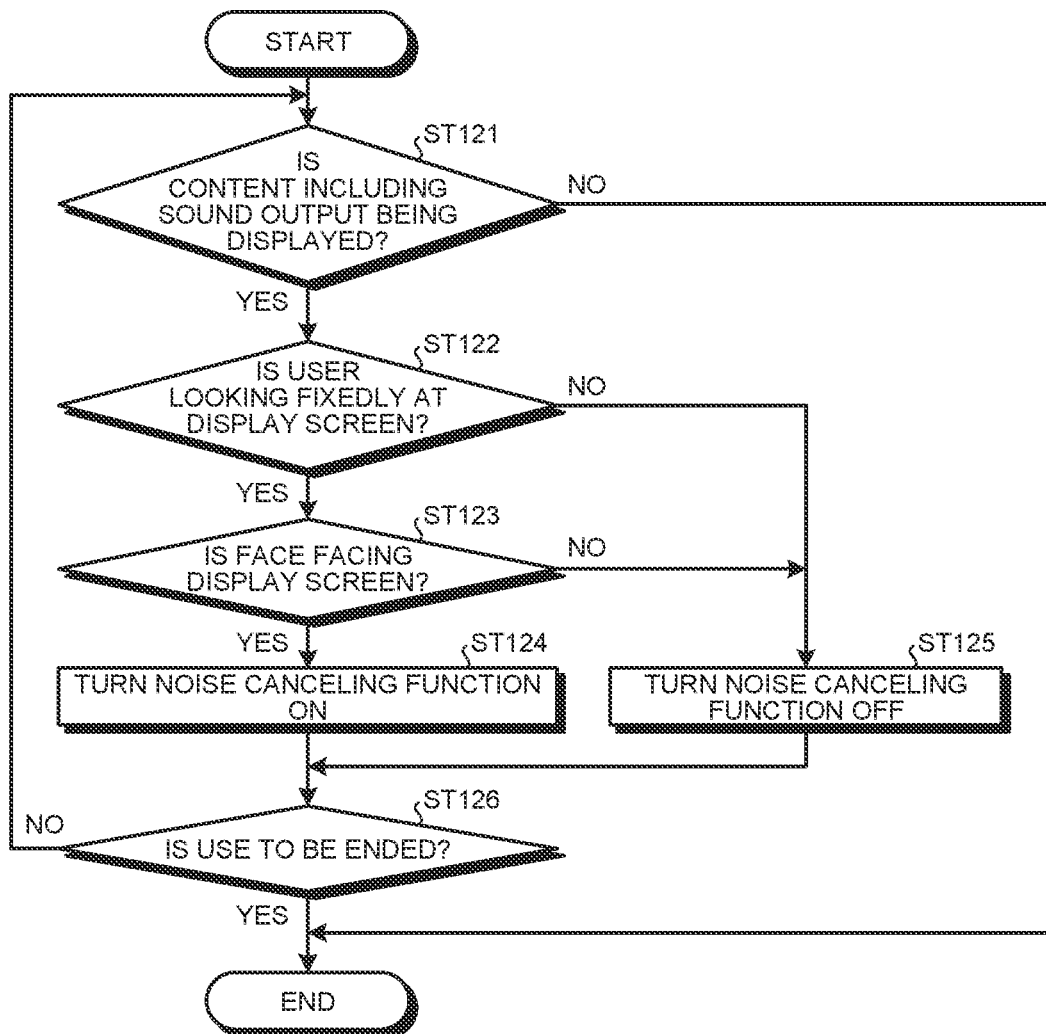 START
ST121
IS
CONTENT INCLUDING
SOUND OUTPUT BEING
DISPLAYED?
NO
YES
ST122
IS USER
LOOKING FIXEDLY AT
DISPLAY SCREEN?
NO
YES
ST123
IS FACE FACING
DISPLAY SCREEN?
NO
YES
ST124
TURN NOISE CANCELING FUNCTION
ON
ST125
TURN NOISE CANCELING
FUNCTION OFF
ST126
IS USE TO BE ENDED?
NO
YES
END